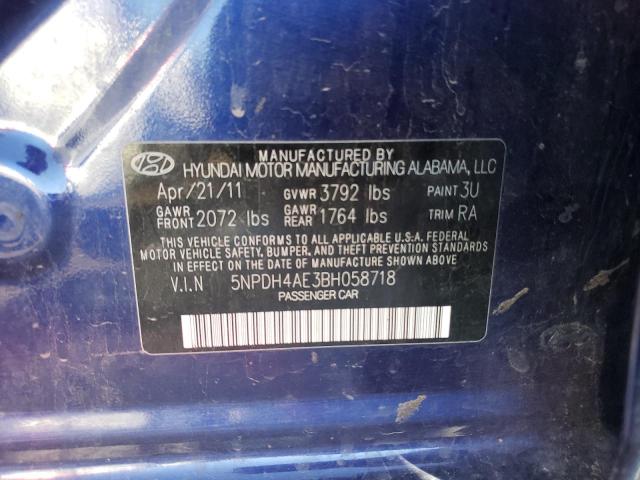 MANUFACTURED BY
HYUNDAI MOTOR MANUFACTURING ALABAMA, LLC
Apr/21/11 GVWR 3792 lbs PAINT 3U
GAWR FRONT 2072 lbs GAWR REAR 1764 lbs TRIM RA
THIS VEHICLE CONFORMS TO ALL APPLICABLE U.S.A. FEDERAL
MOTOR VEHICLE SAFETY, BUMPER, AND THEFT PREVENTION STANDARDS
IN EFFECT ON THE DATE OF MANUFACTURE SHOWN ABOVE.
V.I.N 5NPDH4AE3BH058718
PASSENGER CAR